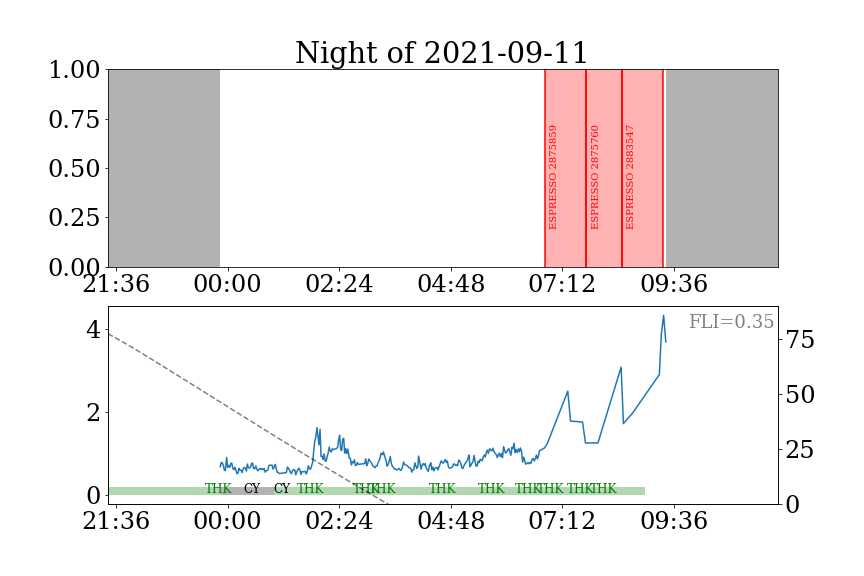 Night of 2021-09-11
1.00
0.75
0.50
0.25
0.00
ESPRESSO 2875859
ESPRESSO 2875760
ESPRESSO 2883547
21:36 00:00 02:24 04:48 07:12 09:36
FLI=0.35
4
2
0
75
50
25
0
THK CY CY THK THK THK THK THK THK THK THK THK
21:36 00:00 02:24 04:48 07:12 09:36